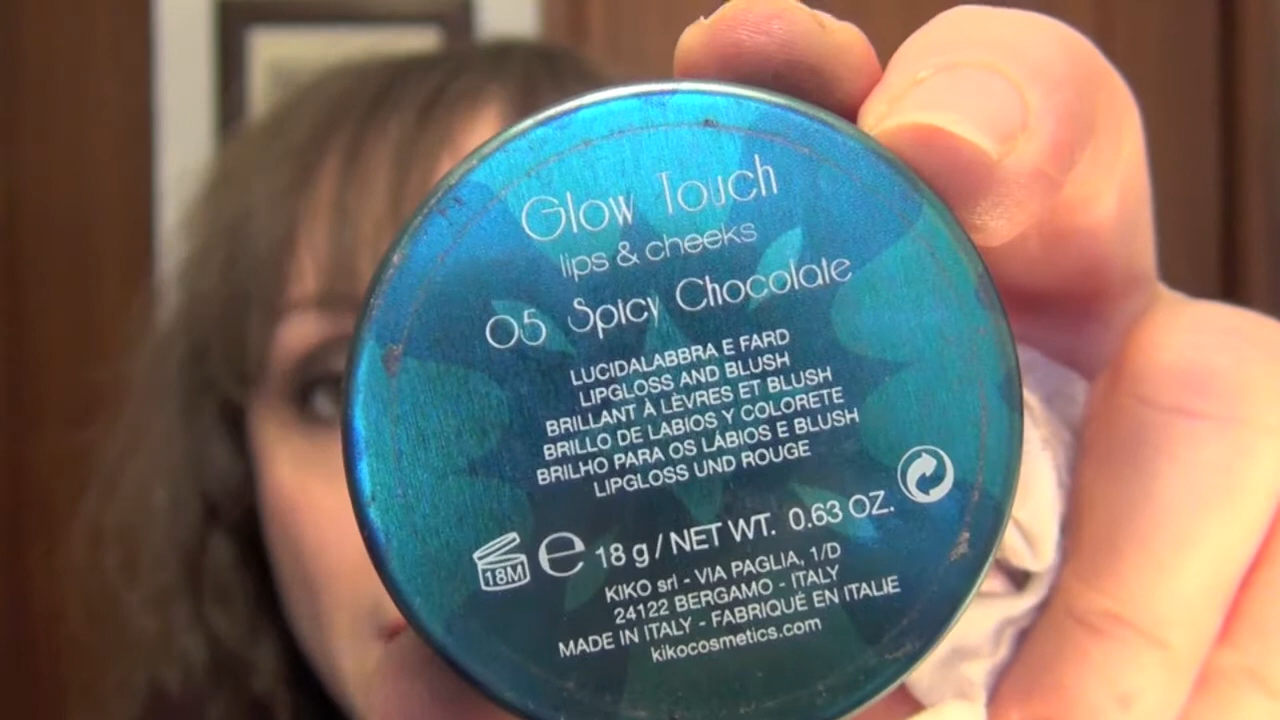 Glow Touch
lips & cheeks
05 Spicy Chocolate
LUCIDALABBRA E FARD
LIPGLOSS AND BLUSH
BRILLANT À LÈVRES ET BLUSH
BRILLO DE LABIOS Y COLORETE
BRILHO PARA OS LÁBIOS E BLUSH
LIPGLOSS UND ROUGE
18M e 18 g / NET WT. 0.63 OZ.
KIKO srl - VIA PAGLIA, 1/D
24122 BERGAMO - ITALY
MADE IN ITALY - FABRIQUÉ EN ITALIE
kikocosmetics.com